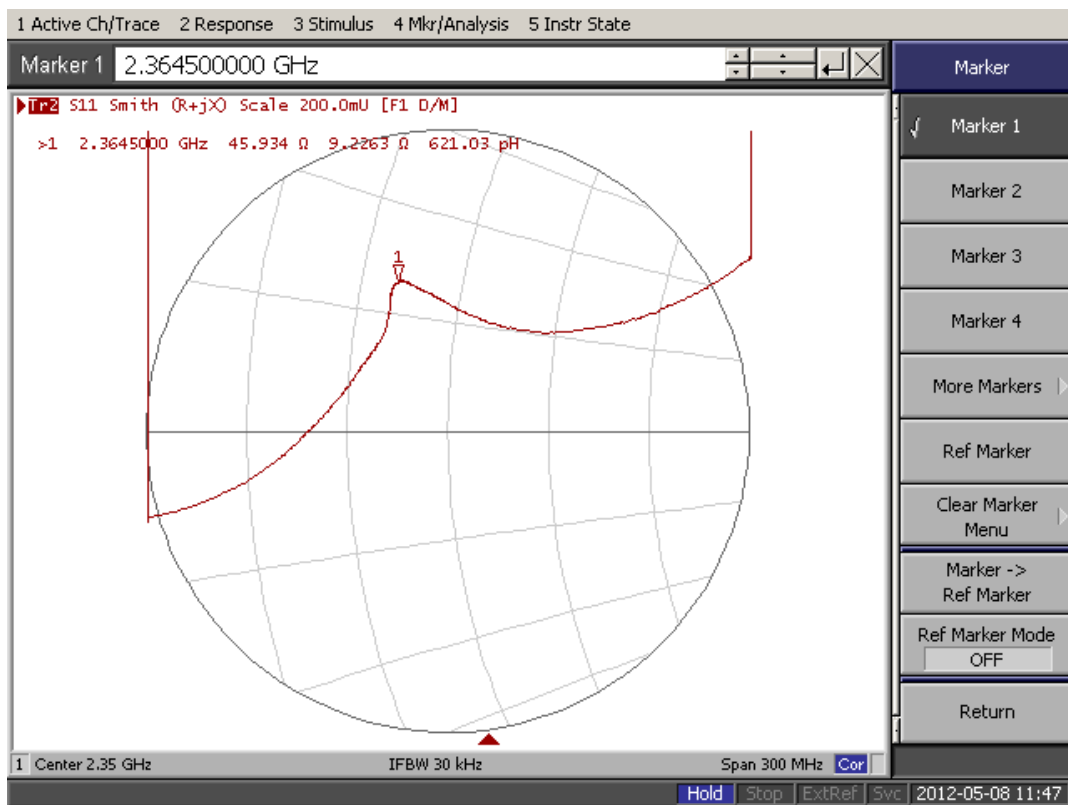 1 Active Ch/Trace 2 Response 3 Stimulus 4 Mkr/Analysis 5 Instr State
Marker 1 2.364500000 GHz
Marker
Tr2 S11 Smith (R+jX) Scale 200.0mU [F1 D/M]
>1 2.3645000 GHz 45.934 Ω 9.2263 Ω 621.03 pH
1
Marker 1
Marker 2
Marker 3
Marker 4
More Markers
Ref Marker
Clear Marker
Menu
Marker ->
Ref Marker
Ref Marker Mode
OFF
Return
1 Center 2.35 GHz IFBW 30 kHz Span 300 MHz Cor
Hold Stop ExtRef Svc 2012-05-08 11:47